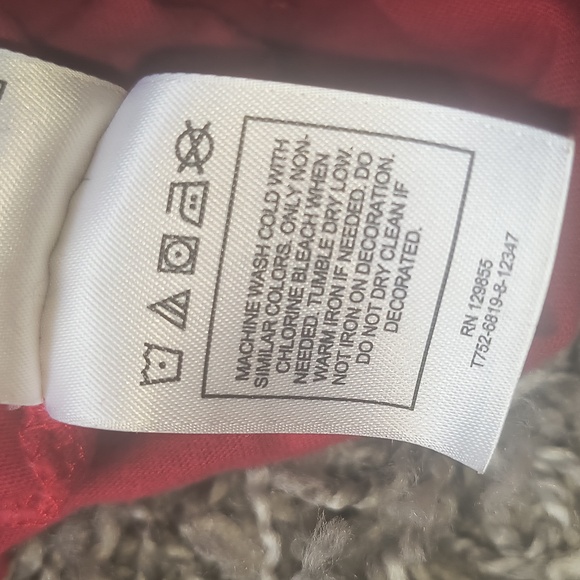 MACHINE WASH COLD WITH
SIMILAR COLORS. ONLY NON-
CHLORINE BLEACH WHEN
NEEDED. TUMBLE DRY LOW.
WARM IRON IF NEEDED. DO
NOT IRON ON DECORATION.
DO NOT DRY CLEAN IF
DECORATED.
RN 129855
T752-6819-8-12347